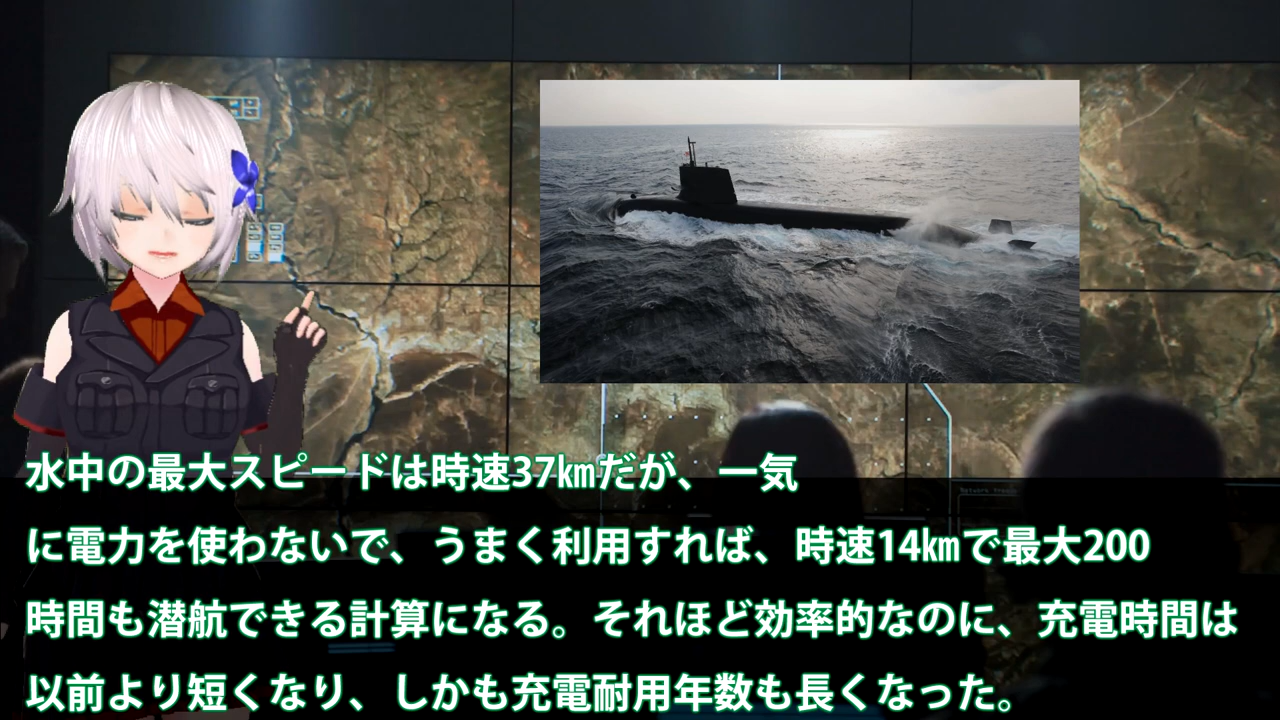 水中の最大スピードは時速37㎞だが、一気
に電力を使わないで、うまく利用すれば、時速14㎞で最大200
時間も潜航できる計算になる。それほど効率的なのに、充電時間は
以前より短くなり、しかも充電耐用年数も長くなった。